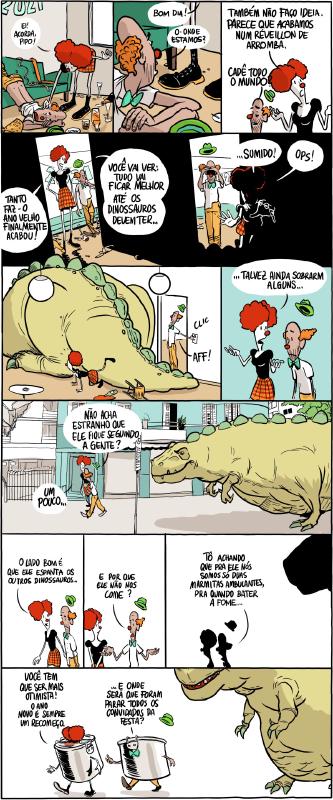 EI!
ACORDA,
PIPO!
BOM DIA!
O-ONDE
ESTAMOS?
TAMBÉM NÃO FAÇO IDEIA.
PARECE QUE ACABAMOS
NUM RÉVEILLON DE
ARROMBA.
CADÊ TODO
O MUNDO?
TANTO
FAZ - O
ANO VELHO
FINALMENTE
ACABOU!
VOCÊ VAI VER:
TUDO VAI
FICAR MELHOR
ATÉ OS
DINOSSAUROS
DEVEM TER...
...SUMIDO!
OPS!
CLIC
AFF!
...TALVEZ AINDA SOBRARM
ALGUNS...
NÃO ACHA
ESTRANHO QUE
ELE FIQUE SEGUINDO
A GENTE?
UM
POUCO...
O LADO BOM É
QUE ELE ESPANTA OS
OUTROS DINOSSAUROS..
E POR QUE
ELE NÃO NOS
COME?
TÔ ACHANDO,
QUE PRA ELE NÓS
SOMOS SÓ DUAS
MARMITAS AMBULANTES,
PRA QUANDO BATER
A FOME...
VOCÊ TEM
QUE SER MAIS
OTIMISTA!
O ANO
NOVO É SEMPRE
UM RECOMEÇO.
...E ONDE
SERÁ QUE FORAM
PARAR TODOS OS
CONVIDADOS DA
FESTA?